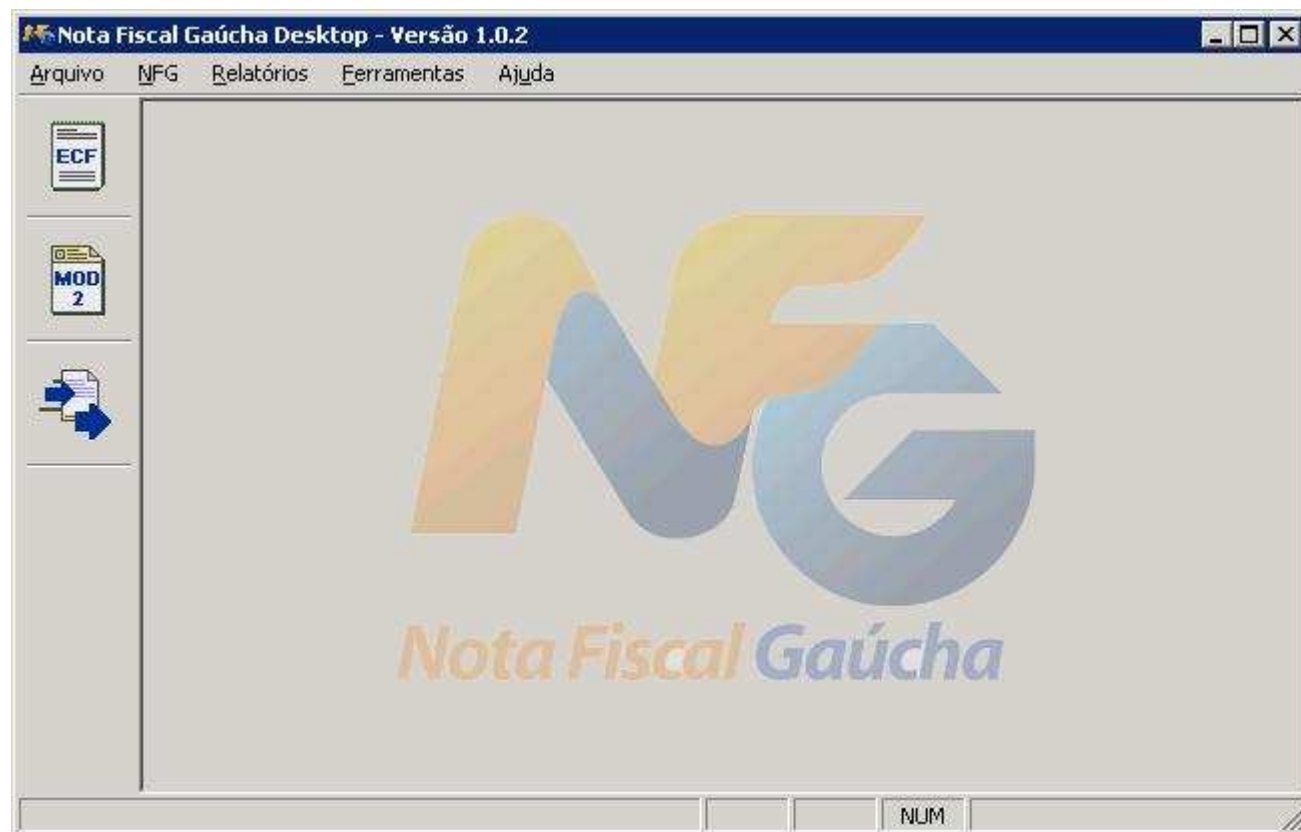 Nota Fiscal Gaúcha Desktop - Versão 1.0.2
Arquivo NFG Relatórios Ferramentas Ajuda
ECF
MOD
2
NFG
Nota Fiscal Gaúcha
NUM